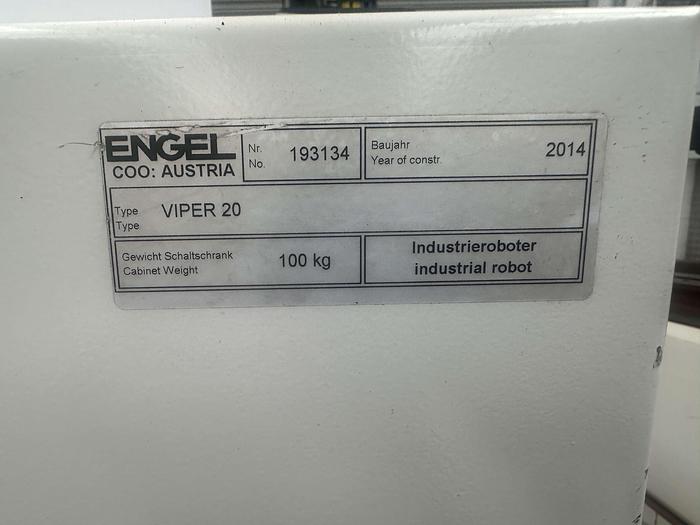 ENGEL
COO: AUSTRIA
Nr.
No.
193134
Baujahr
Year of constr.
2014
Type
Type
VIPER 20
Gewicht Schaltschrank
Cabinet Weight
100 kg
Industrieroboter
industrial robot